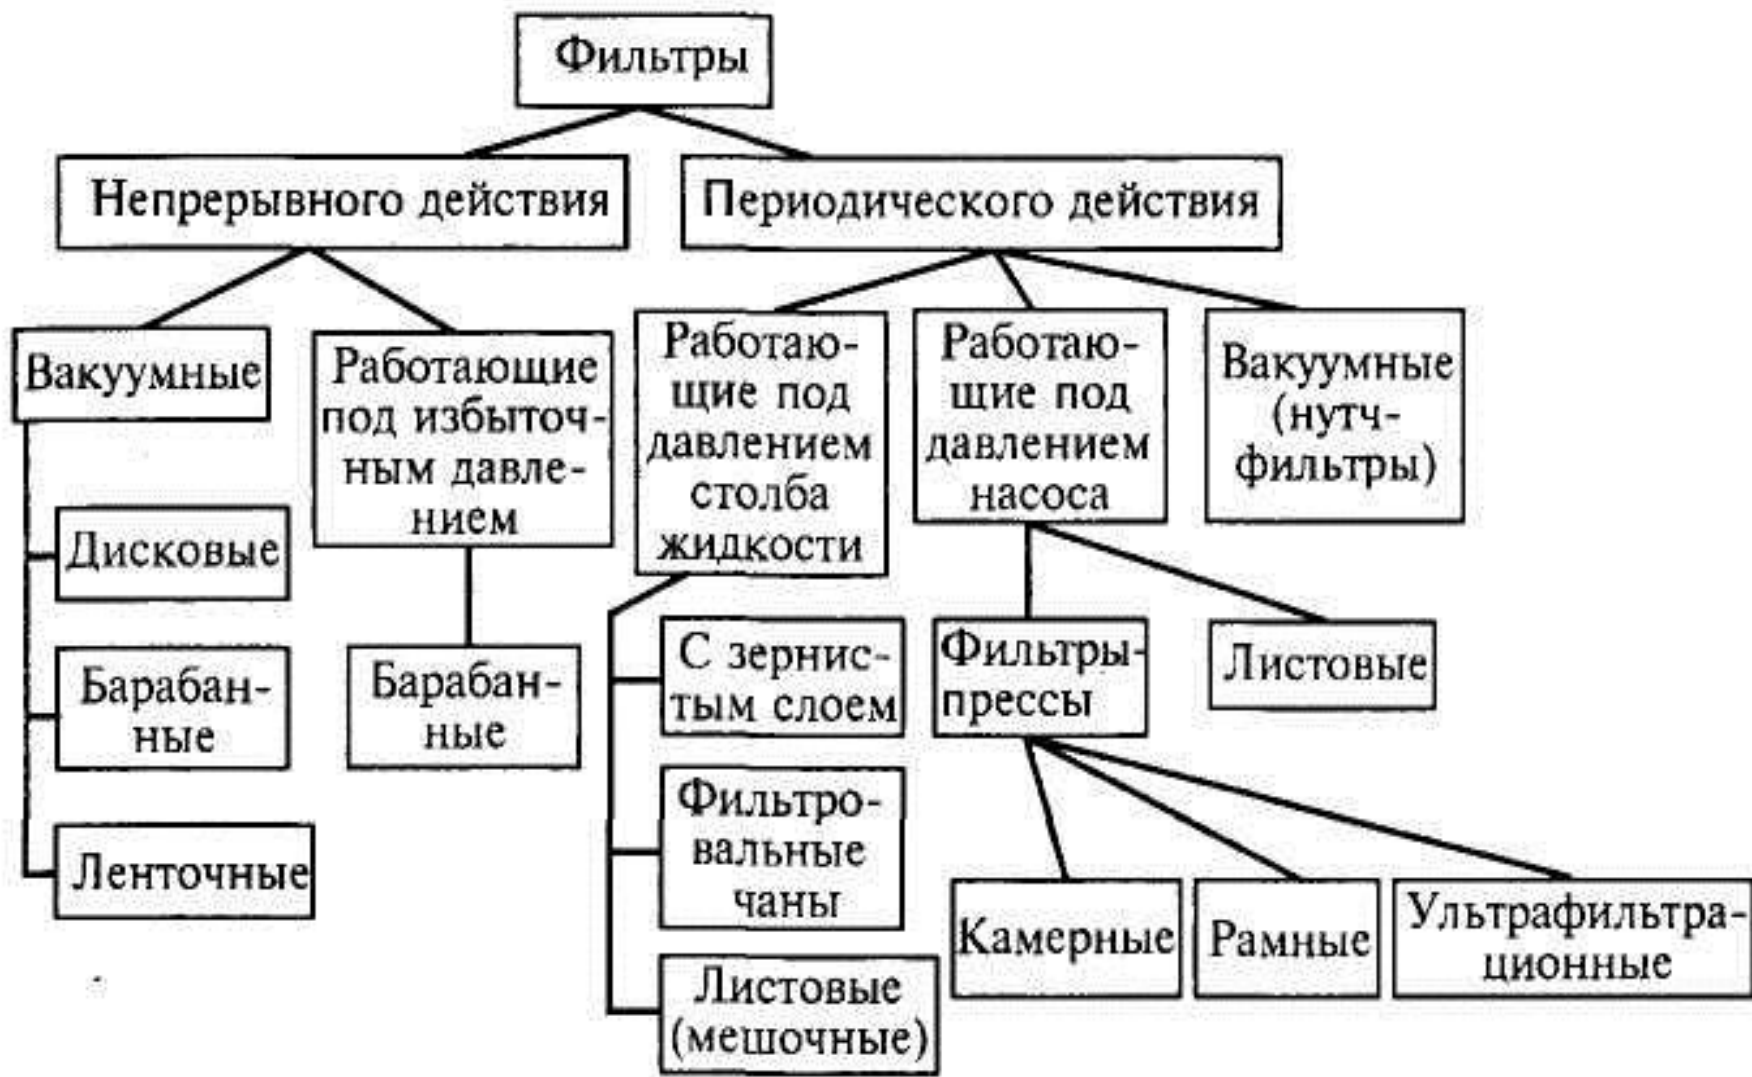 Фильтры
Непрерывного действия
Периодического действия
Вакуумные
Работающие
под избыточ-
ным давле-
нием
Работаю-
щие под
давлением
столба
жидкости
Работаю-
щие под
давлением
насоса
Вакуумные
(нутч-
фильтры)
Дисковые
Барабан-
ные
Ленточные
Барабан-
ные
С зернис-
тым слоем
Фильтро-
вальные
чаны
Листовые
(мешочные)
Фильтры-
прессы
Листовые
Камерные
Рамные
Ультрафильтра-
ционные